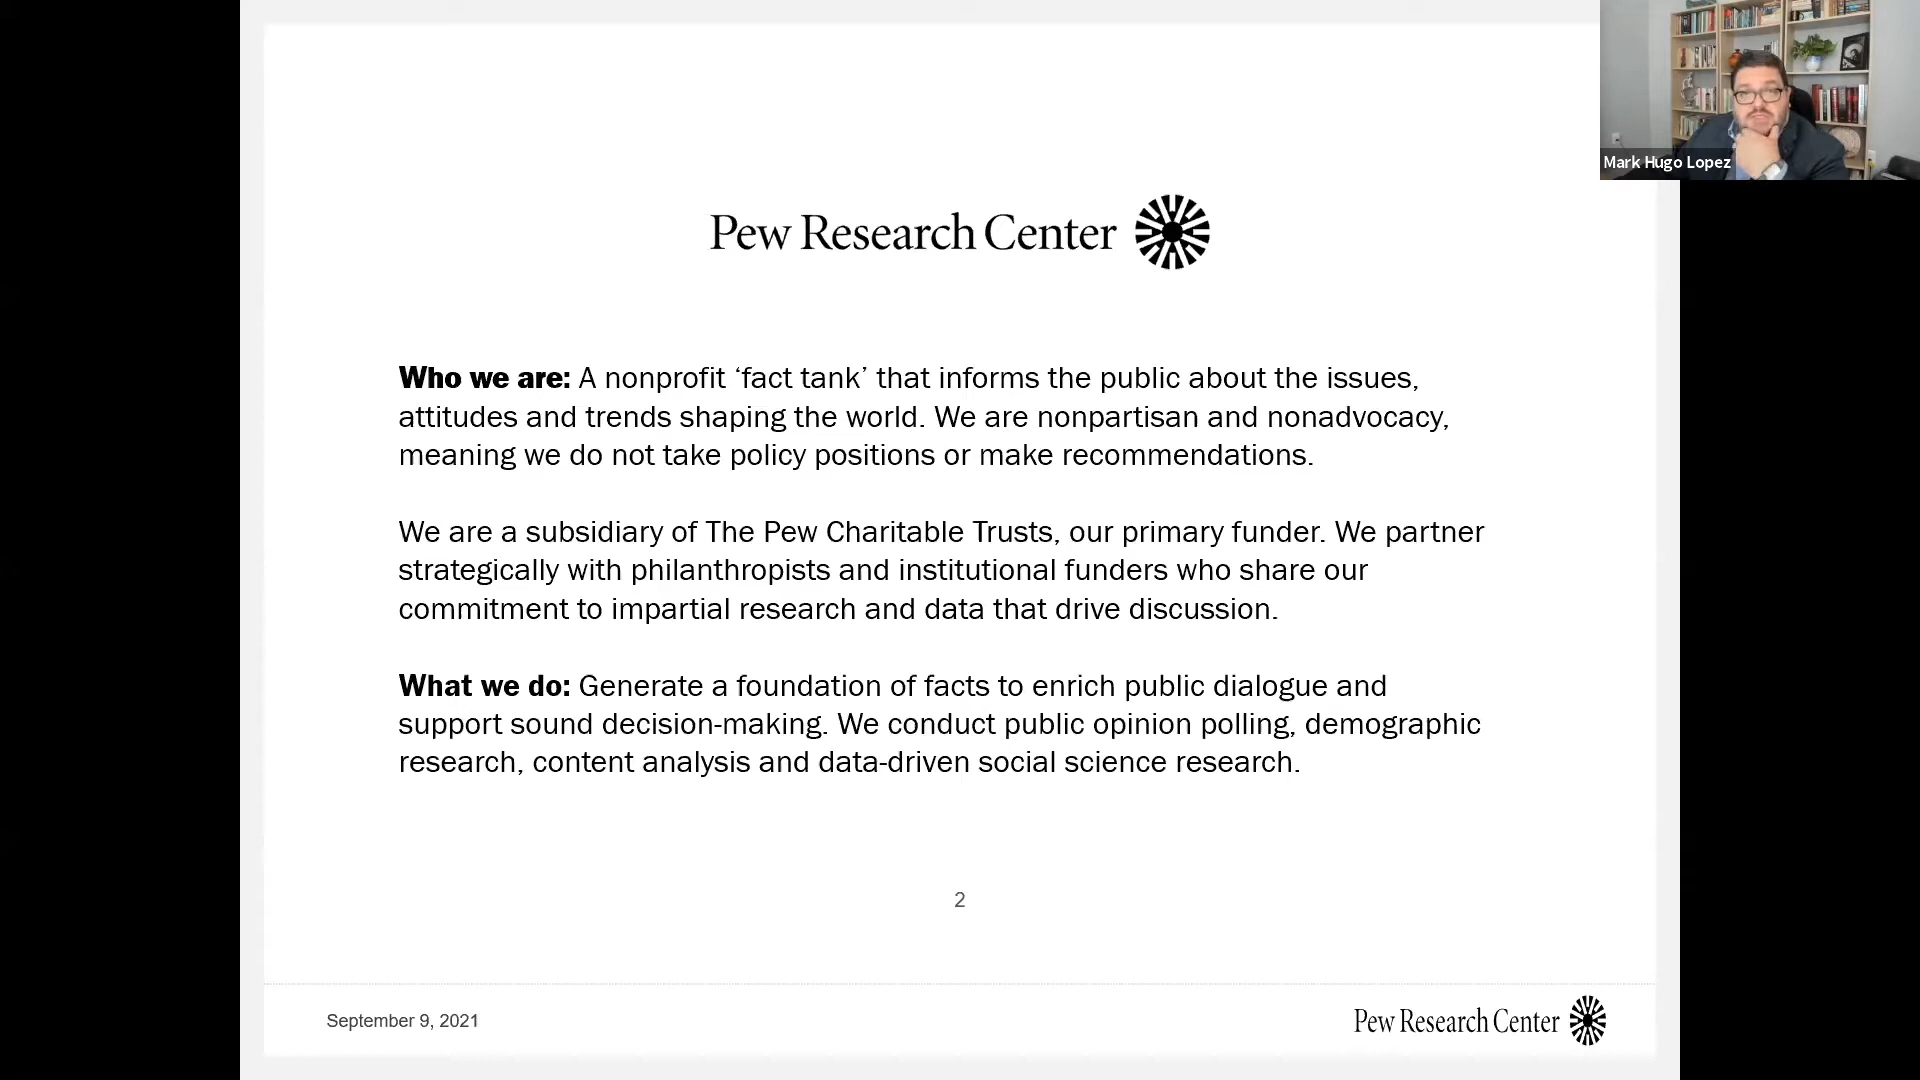 Mark Hugo Lopez
Pew Research Center
Who we are: A nonprofit ‘fact tank’ that informs the public about the issues,
attitudes and trends shaping the world. We are nonpartisan and nonadvocacy,
meaning we do not take policy positions or make recommendations.
We are a subsidiary of The Pew Charitable Trusts, our primary funder. We partner
strategically with philanthropists and institutional funders who share our
commitment to impartial research and data that drive discussion.
What we do: Generate a foundation of facts to enrich public dialogue and
support sound decision-making. We conduct public opinion polling, demographic
research, content analysis and data-driven social science research.
2
September 9, 2021
Pew Research Center